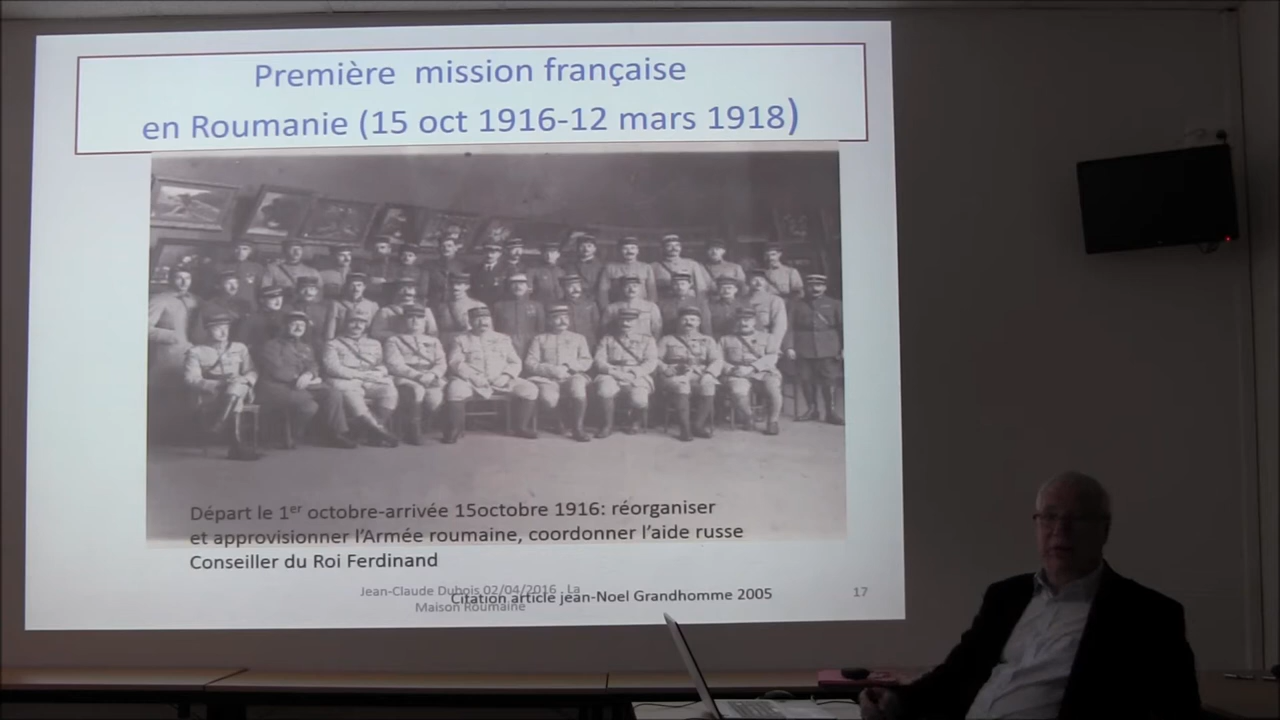 Première mission française
en Roumanie (15 oct 1916-12 mars 1918)
Départ le 1er octobre-arrivée 15octobre 1916: réorganiser
et approvisionner l'Armée roumaine, coordonner l'aide russe
Conseiller du Roi Ferdinand
Jean-Claude Dubois 02/04/2016 . La
Maison Roumaine
Citation article jean-Noel Grandhomme 2005
17